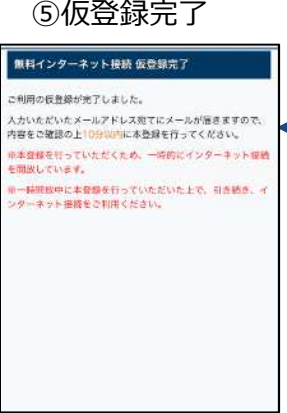 ⑤仮登録完了
無料インターネット接続 仮登録完了
ご利用の仮登録が完了しました。
入力いただいたメールアドレス宛てにメールが届きますので、
内容をご確認の上10分以内に本登録を行ってください。
※本登録を行っていただくため、一時的にインターネット接続
を開放しています。
※一時開放中に本登録を行っていただいた上で、引き続き、イ
ンターネット接続をご利用ください。